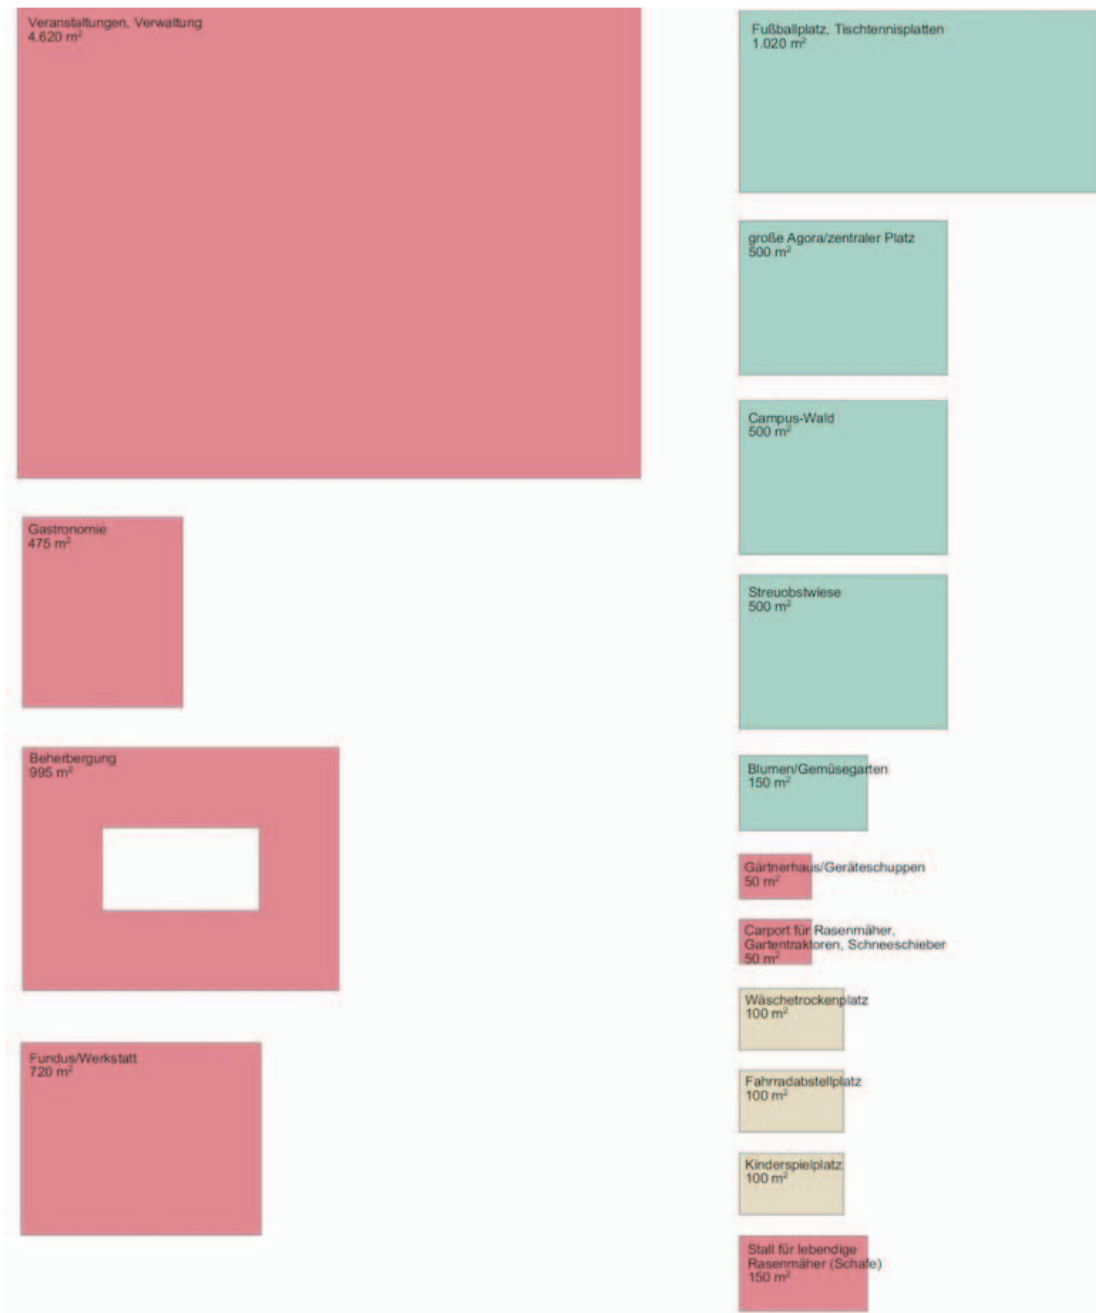 Veranstaltungen, Verwaltung
4.620 m²
Gastronomie
475 m²
Beherbergung
995 m²
Fundus/Werkstatt
720 m²
Fußballplatz, Tischtennisplatten
1.020 m²
große Agora/zentraler Platz
500 m²
Campus-Wald
500 m²
Streuobstwiese
500 m²
Blumen/Gemüsegarten
150 m²
Gärtnerhaus/Geräteschuppen
50 m²
Carport für Rasenmäher,
Gartentraktoren, Schneeschieber
50 m²
Wäschetrockenplatz
100 m²
Fahrradabstellplatz
100 m²
Kinderspielplatz
100 m²
Stall für lebendige
Rasenmäher (Schafe)
150 m²